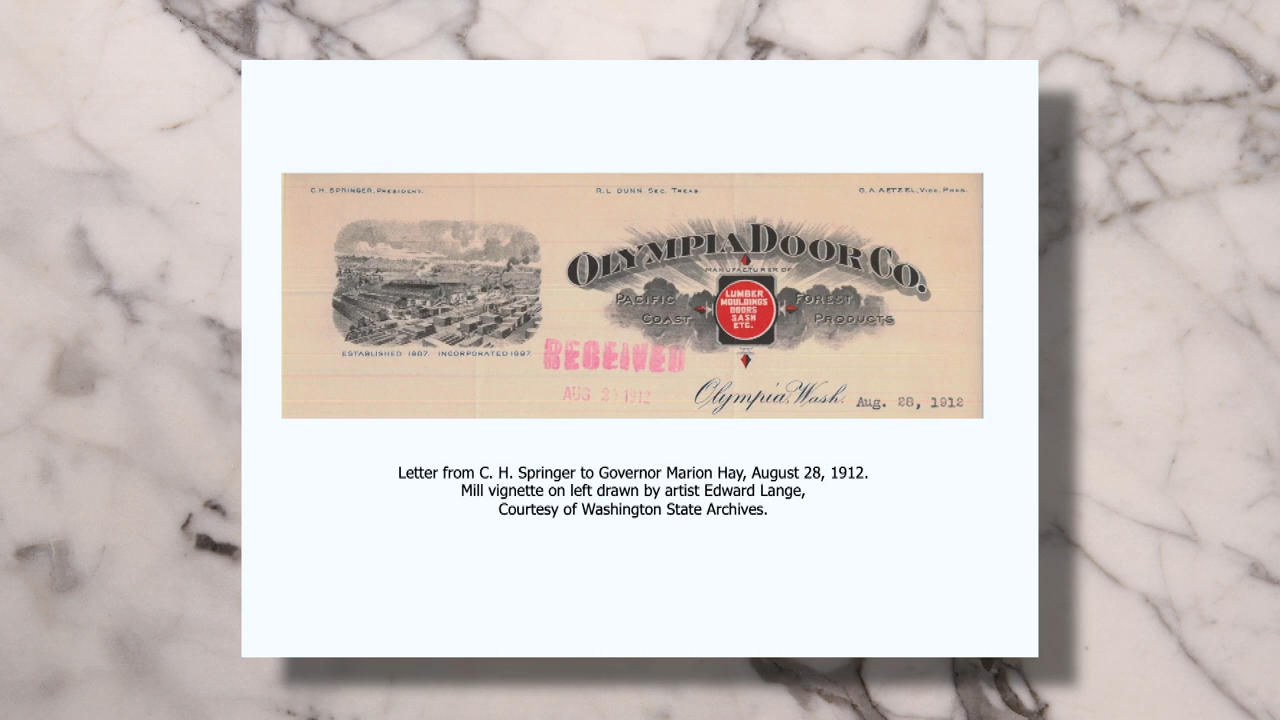 C.H. SPRINGER, PRESIDENT.
R.L. DUNN SEC. TREAS.
G.A. AETZEL, VICE. PRES.
OLYMPIA DOOR CO.
MANUFACTURER OF
PACIFIC COAST
LUMBER
MOULDINGS
DOORS
SASH
ETC.
FOREST PRODUCTS
ESTABLISHED 1887. INCORPORATED 1897.
RECEIVED
AUG 1912
Olympia, Wash. Aug. 28, 1912
Letter from C. H. Springer to Governor Marion Hay, August 28, 1912.
Mill vignette on left drawn by artist Edward Lange,
Courtesy of Washington State Archives.